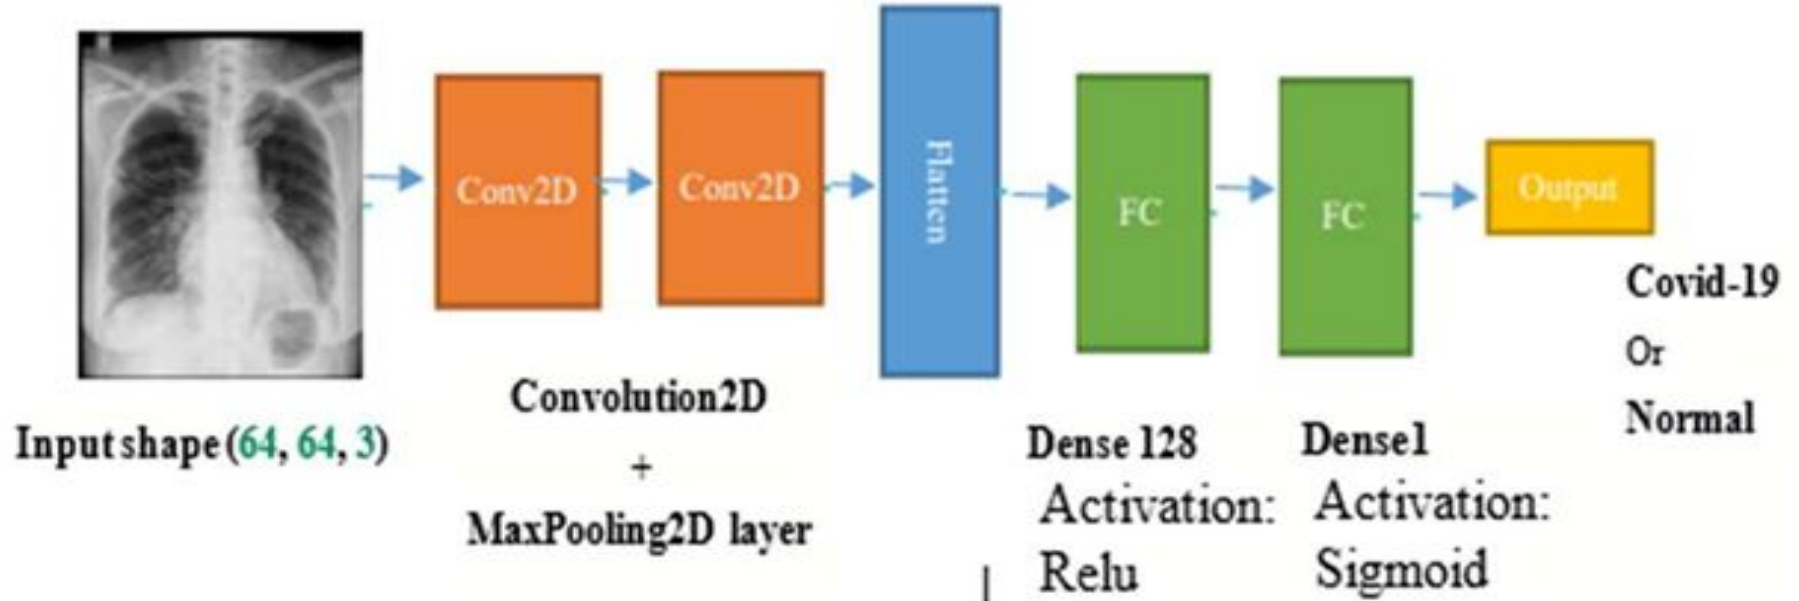 Input shape (64, 64, 3)
Conv2D
Conv2D
Convolution2D
+
MaxPooling2D layer
Flatten
FC
Dense 128
Activation:
Relu
FC
Dense1
Activation:
Sigmoid
Output
Covid-19
Or
Normal